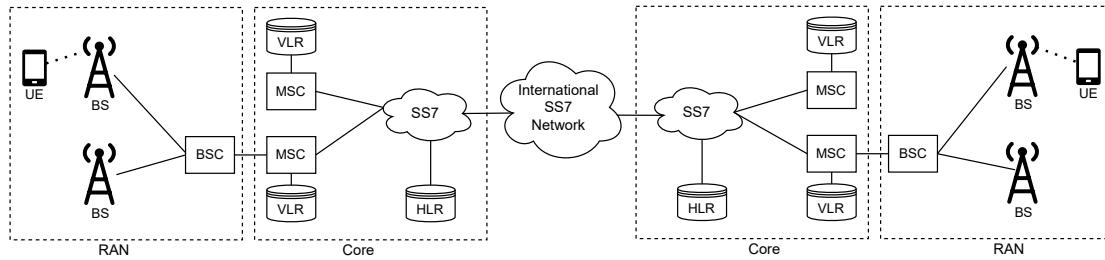 VLR
VLR
UE
BS
MSC
MSC
BS
UE
SS7
International
SS7
Network
SS7
BS
BSC
MSC
MSC
BSC
BS
VLR
HLR
HLR
VLR
RAN
Core
Core
RAN